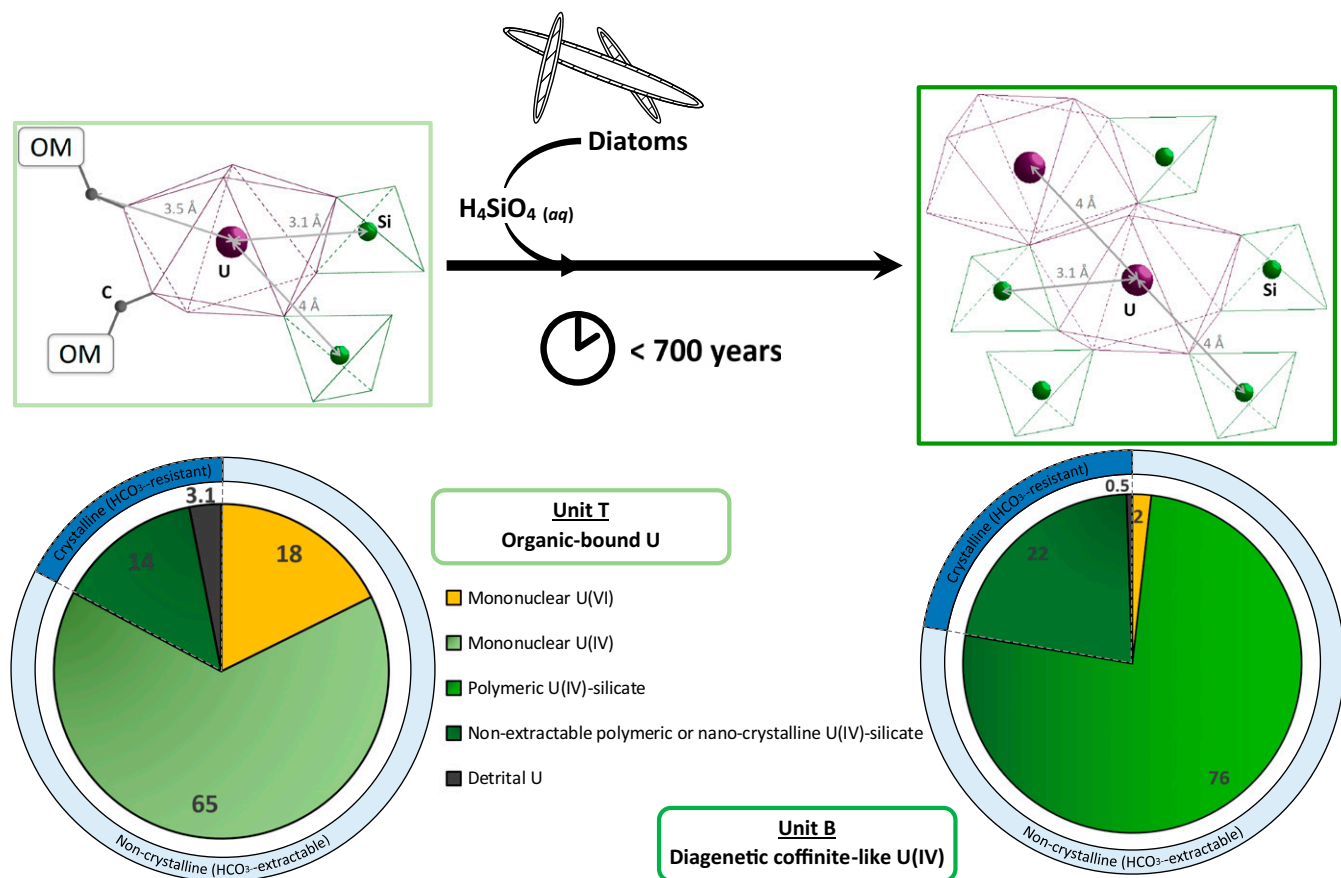 Diatoms
H₄SiO₄ (aq)
< 700 years
OM
3.5 Å
3.1 Å
Si
U
C
4 Å
OM
4 Å
3.1 Å
U
Si
4 Å
Crystalline (HCO₃-resistant)
3.1
14
18
65
Non-crystalline (HCO₃-extractable)
Unit T
Organic-bound U
Mononuclear U(VI)
Mononuclear U(IV)
Polymeric U(IV)-silicate
Non-extractable polymeric or nano-crystalline U(IV)-silicate
Detrital U
Unit B
Diagenetic coffinite-like U(IV)
Crystalline (HCO₃-resistant)
0.5
2
22
76
Non-crystalline (HCO₃-extractable)